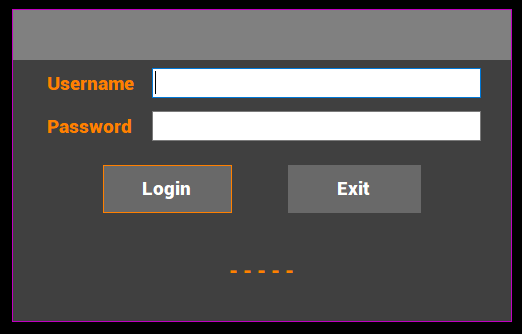 Username
Password
Login Exit
- - - - -